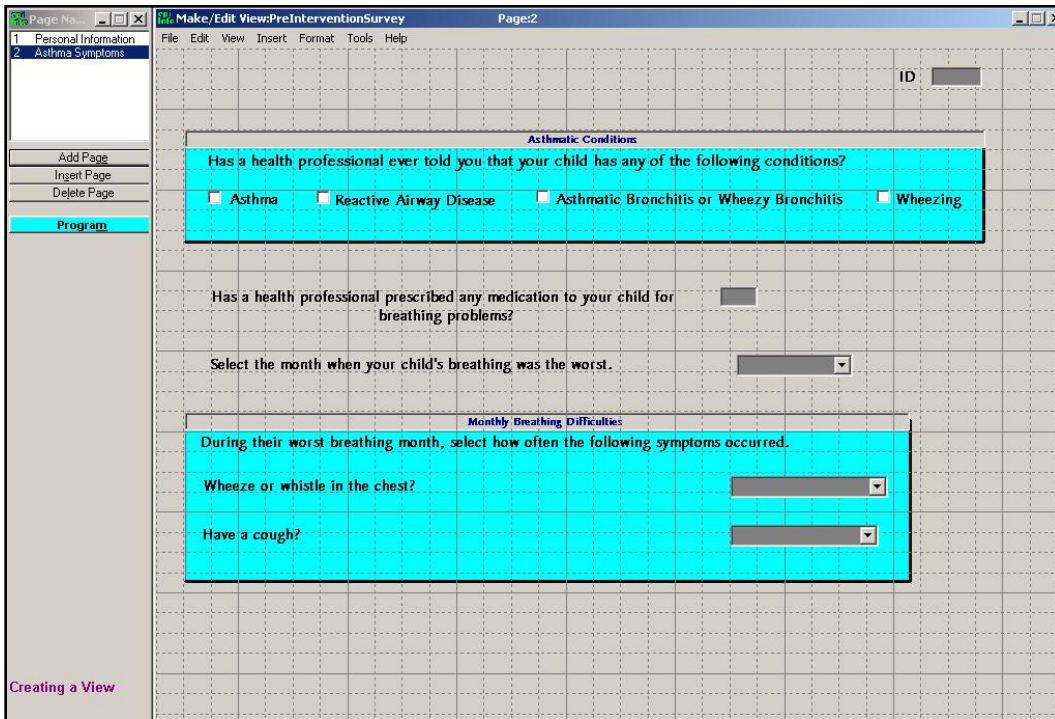 Page Na...
1 Personal Information
2 Asthma Symptoms
Add Page
Insert Page
Delete Page
Program
Creating a View
Epi Info
Make/Edit View:PreInterventionSurvey Page:2
File Edit View Insert Format Tools Help
ID
Asthmatic Conditions
Has a health professional ever told you that your child has any of the following conditions?
Asthma Reactive Airway Disease Asthmatic Bronchitis or Wheezy Bronchitis Wheezing
Has a health professional prescribed any medication to your child for
breathing problems?
Select the month when your child's breathing was the worst.
Monthly Breathing Difficulties
During their worst breathing month, select how often the following symptoms occurred.
Wheeze or whistle in the chest?
Have a cough?